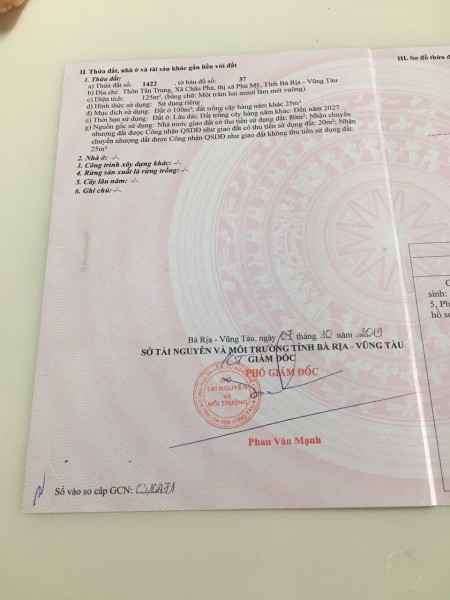 II. Thửa đất, nhà ở và tài sản khác gắn liền với đất
1. Thửa đất:
a) Thửa đất số: 1422, tờ bản đồ số: 37
b) Địa chỉ: Thôn Tân Trung, Xã Châu Pha, thị xã Phú Mỹ, Tỉnh Bà Rịa - Vũng Tàu
c) Diện tích: 125m², (bằng chữ: Một trăm hai mươi lăm mét vuông)
d) Hình thức sử dụng: Sử dụng riêng
đ) Mục đích sử dụng: Đất ở 100m², đất trồng cây hàng năm khác 25m²
e) Thời hạn sử dụng: Đất ở: Lâu dài; Đất trồng cây hàng năm khác: Đến năm 2027
g) Nguồn gốc sử dụng: Nhà nước giao đất có thu tiền sử dụng đất: 80m²; Nhận chuyển
nhượng đất được Công nhận QSDĐ như giao đất có thu tiền sử dụng đất: 20m²; Nhận
chuyển nhượng đất được Công nhận QSDĐ như giao đất không thu tiền sử dụng đất:
25m²
2. Nhà ở: -/-
3. Công trình xây dựng khác: -/-
4. Rừng sản xuất là rừng trồng: -/-
5. Cây lâu năm: -/-
6. Ghi chú: -/-
Bà Rịa - Vũng Tàu, ngày 07 tháng 10 năm 2019
SỞ TÀI NGUYÊN VÀ MÔI TRƯỜNG TỈNH BÀ RỊA - VŨNG TÀU
KT GIÁM ĐỐC
PHÓ GIÁM ĐỐC
SỞ
TÀI NGUYÊN
VÀ
MÔI TRƯỜNG
TỈNH BÀ RỊA-VŨNG TÀU
Phan Văn Mạnh
Số vào sổ cấp GCN:
III. Sơ đồ thửa
sinh:
5, Ph
hồ sơ